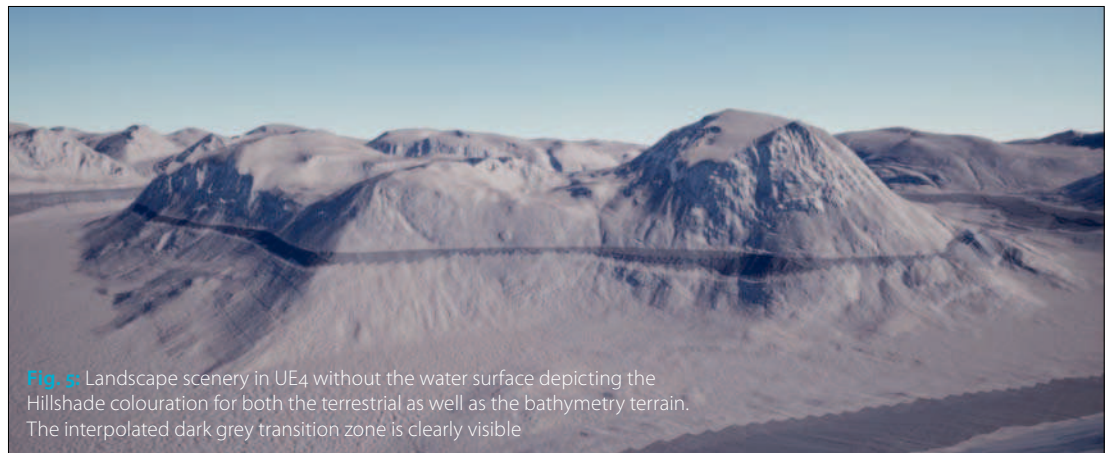 Fig. 5: Landscape scenery in UE4 without the water surface depicting the
Hillshade colouration for both the terrestrial as well as the bathymetry terrain.
The interpolated dark grey transition zone is clearly visible